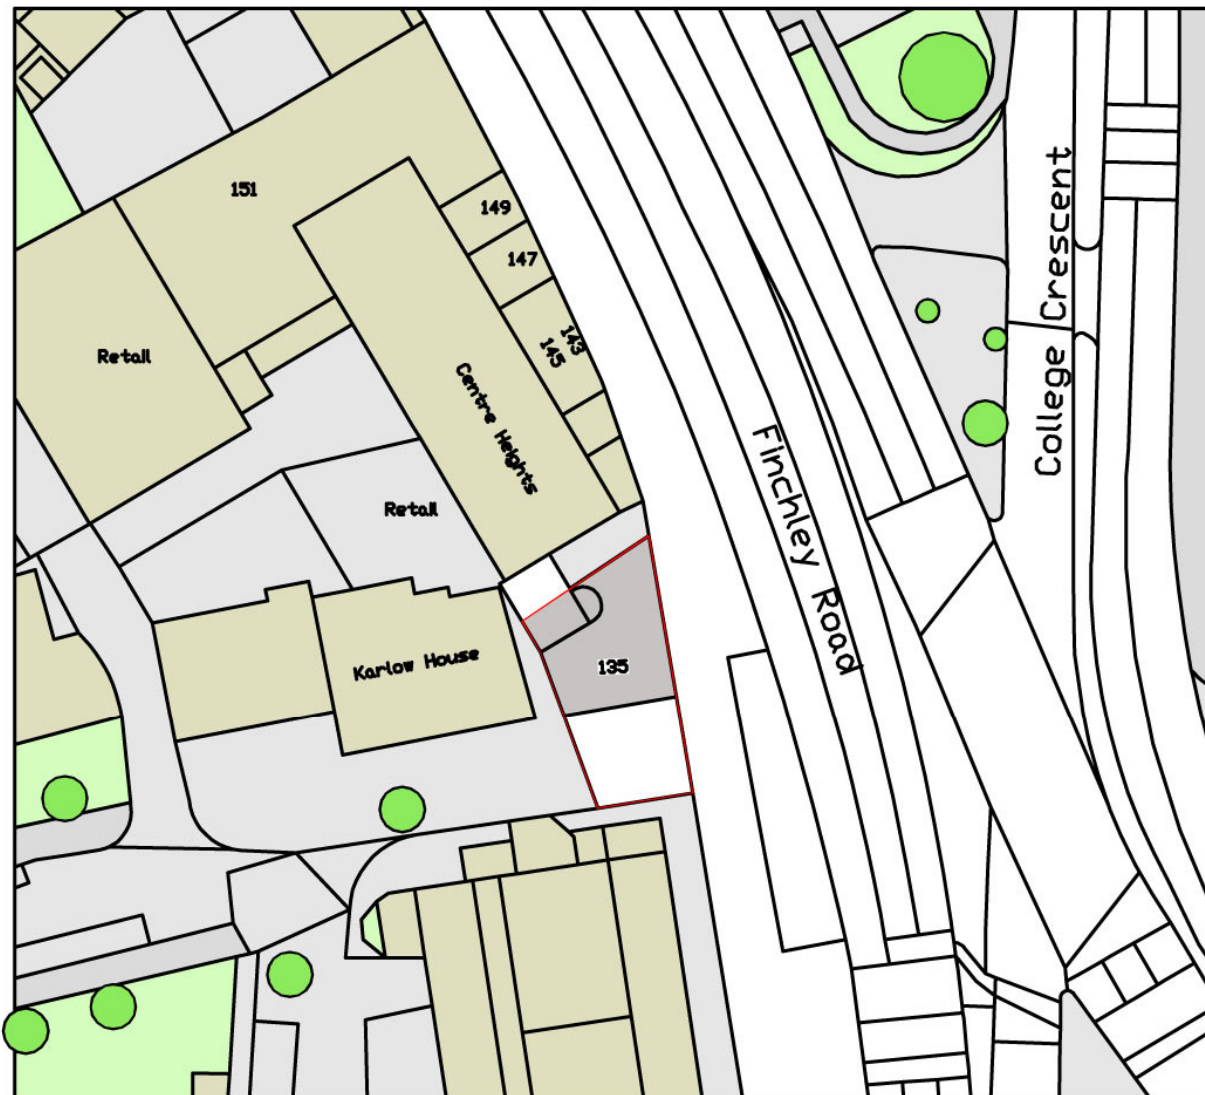 151
149
147
143
145
Retail
Centre Heights
Retail
College Crescent
Finchley Road
Karlow House
135